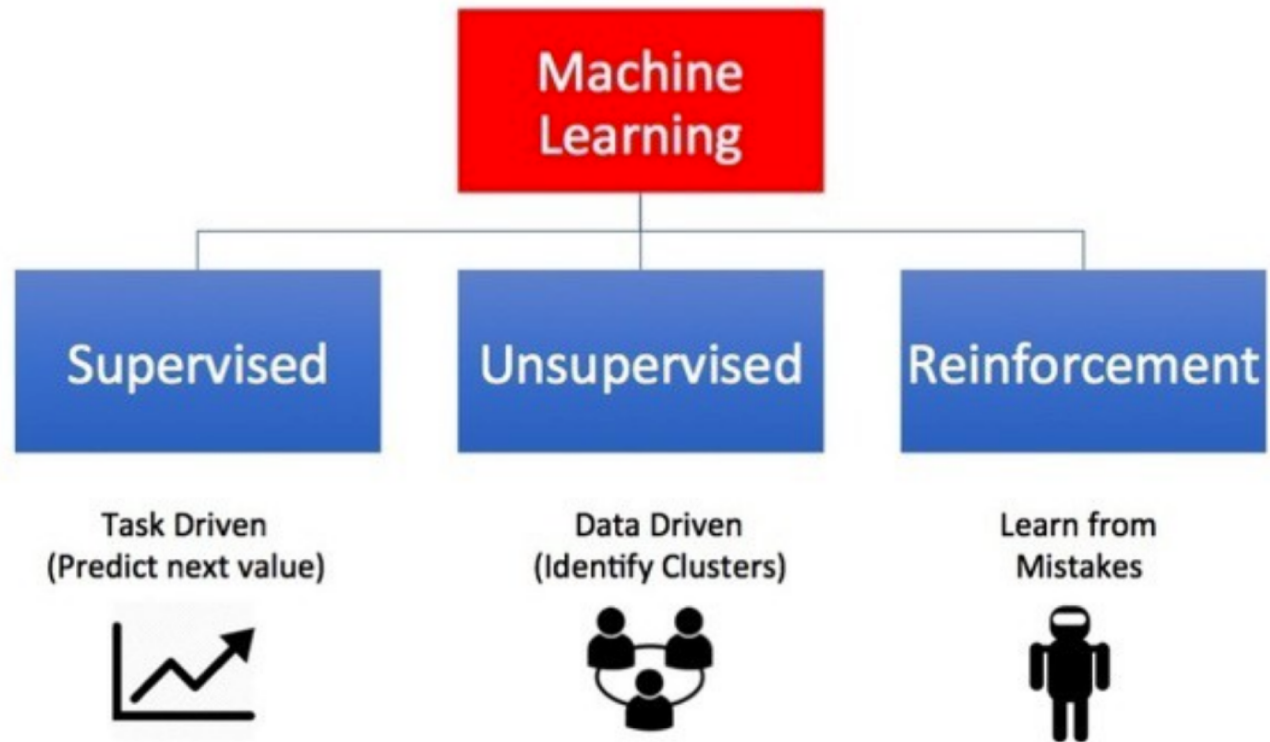 Machine
Learning
Supervised
Unsupervised
Reinforcement
Task Driven
(Predict next value)
Data Driven
(Identify Clusters)
Learn from
Mistakes